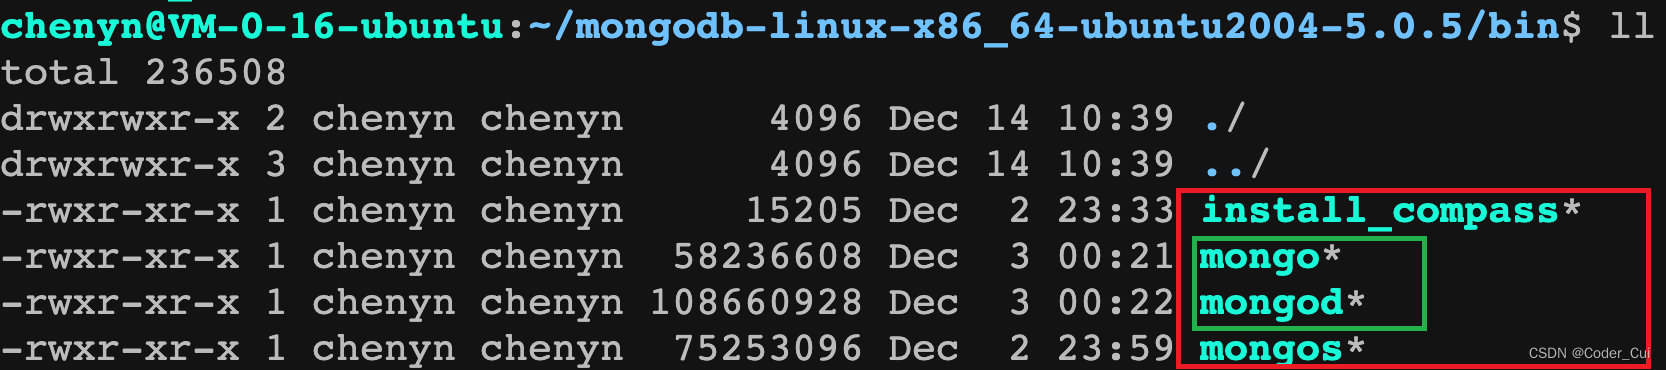 chenyn@VM-0-16-ubuntu:~/mongodb-linux-x86_64-ubuntu2004-5.0.5/bin$ ll
total 236508
drwxrwxr-x 2 chenyn chenyn      4096 Dec 14 10:39 ./
drwxrwxr-x 3 chenyn chenyn      4096 Dec 14 10:39 ../
-rwxr-xr-x 1 chenyn chenyn     15205 Dec  2 23:33 install_compass*
-rwxr-xr-x 1 chenyn chenyn  58236608 Dec  3 00:21 mongo*
-rwxr-xr-x 1 chenyn chenyn 108660928 Dec  3 00:22 mongod*
-rwxr-xr-x 1 chenyn chenyn  75253096 Dec  2 23:59 mongos*
CSDN @Coder_Cui